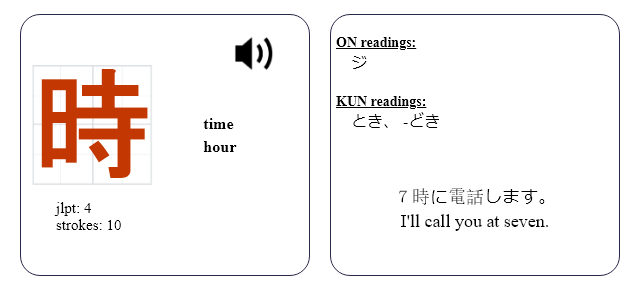 時
time
hour
jlpt: 4
strokes: 10
ON readings:
ジ
KUN readings:
とき、 -どき
７時に電話します。
I'll call you at seven.